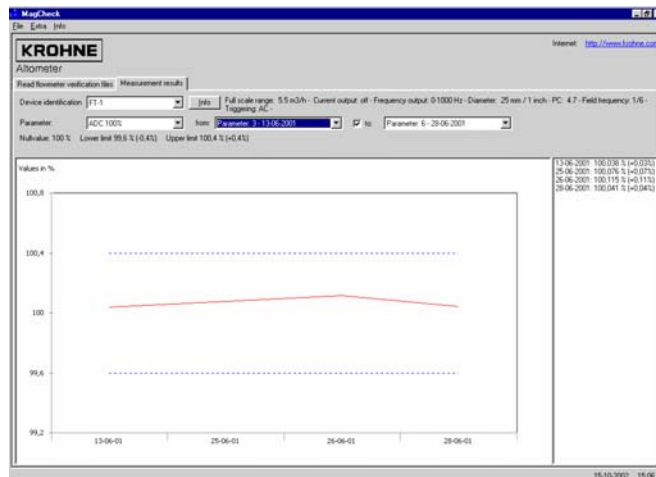 MagCheck
File Extra Info
KROHNE
Internet: http://www.krohne.com
Altometer
Read flowmeter verification files Measurement results
Device identification FT-1 Info Full scale range: 5.5 m3/h - Current output: off - Frequency output: 0-1000 Hz - Diameter: 25 mm / 1 inch - PC: 4.7 - Field frequency: 1/6 -
Triggering: AC -
Parameter: ADC 100% from: Parameter: 3 - 13-06-2001 to: Parameter: 6 - 28-06-2001
Nullvalue: 100 % Lower limit 99,6 % (-0,4%) Upper limit 100,4 % (+0,4%)
Values in %
100,8
100,4
100
99,6
99,2
13-06-01 25-06-01 26-06-01 28-06-01
13-06-2001: 100,038 % (+0,03%)
25-06-2001: 100,076 % (+0,07%)
26-06-2001: 100,115 % (+0,11%)
28-06-2001: 100,041 % (+0,04%)
15-10-2002 15:06